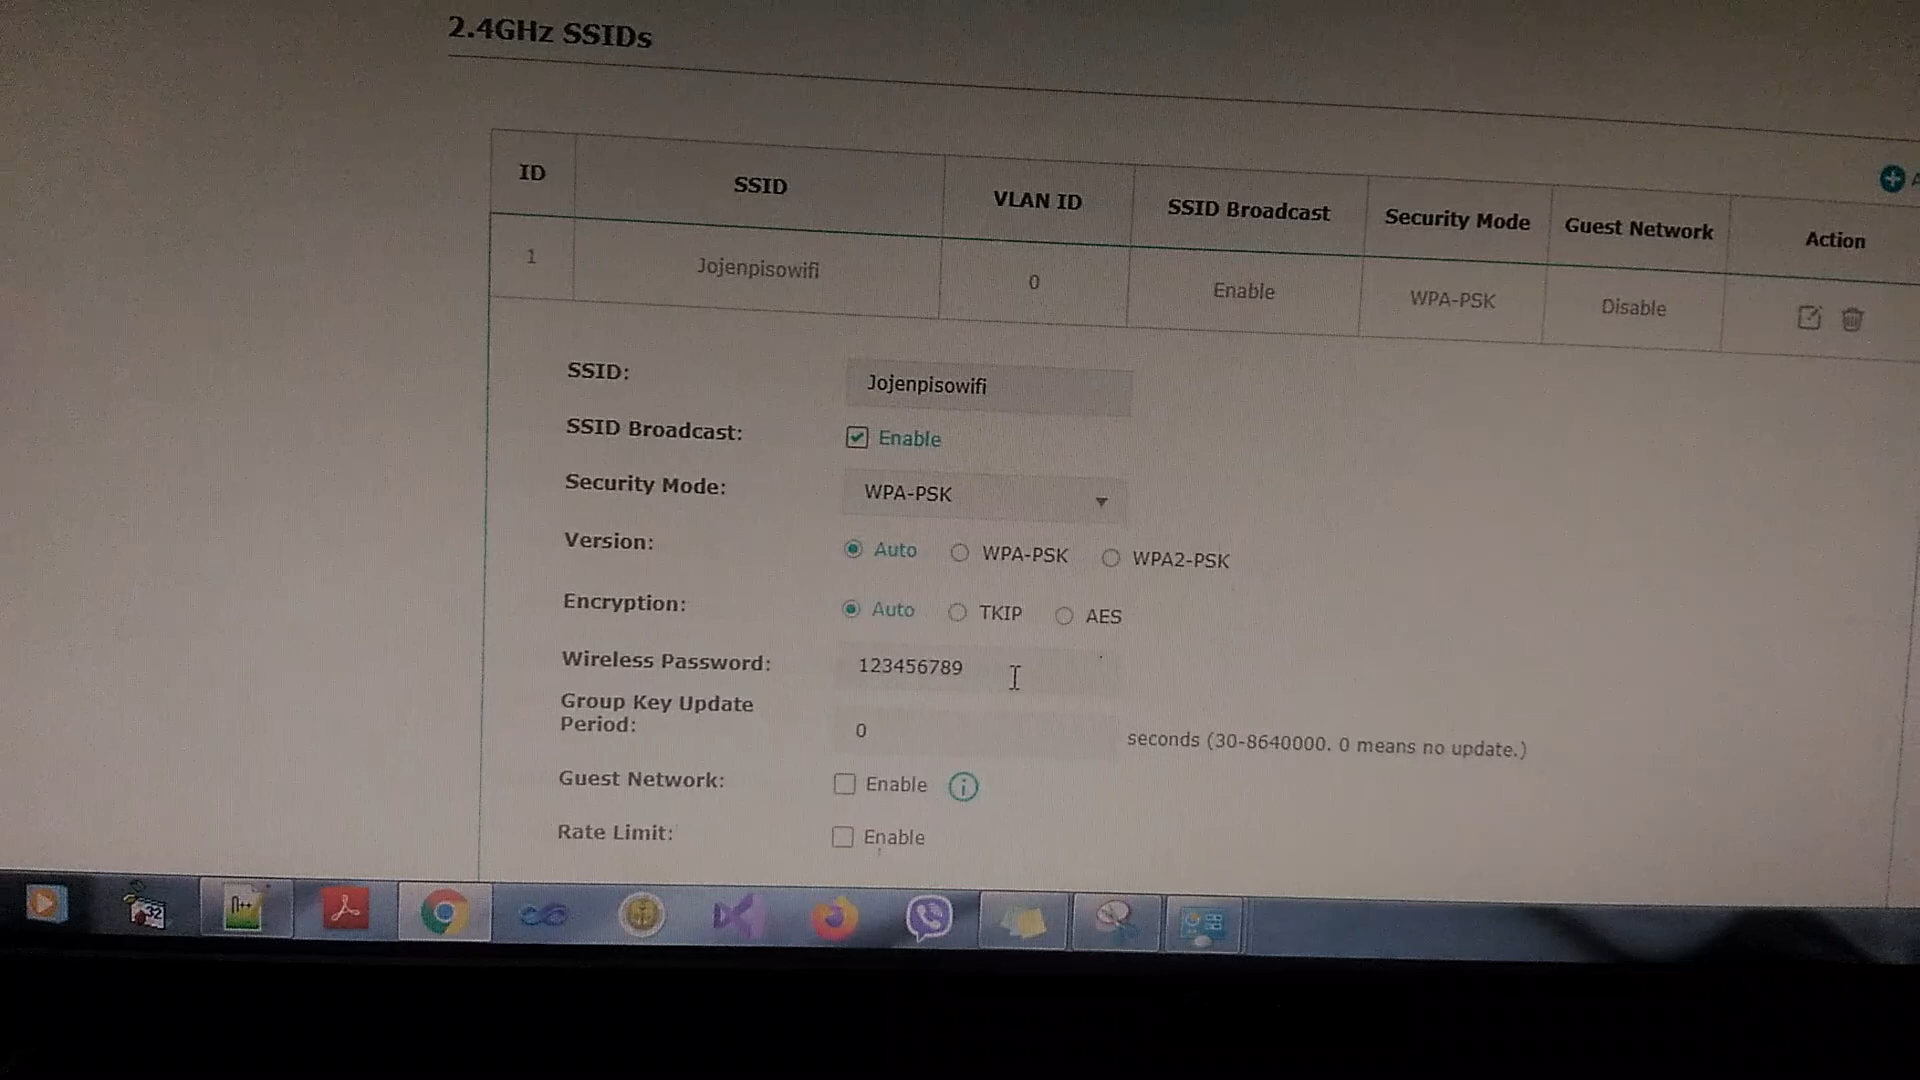 2.4GHz SSIDs
ID SSID VLAN ID SSID Broadcast Security Mode Guest Network Action
1 Jojenpisowifi 0 Enable WPA-PSK Disable
SSID: Jojenpisowifi
SSID Broadcast: Enable
Security Mode: WPA-PSK
Version: Auto WPA-PSK WPA2-PSK
Encryption: Auto TKIP AES
Wireless Password: 123456789
Group Key Update
Period: 0 seconds (30-8640000. 0 means no update.)
Guest Network: Enable
Rate Limit: Enable
32